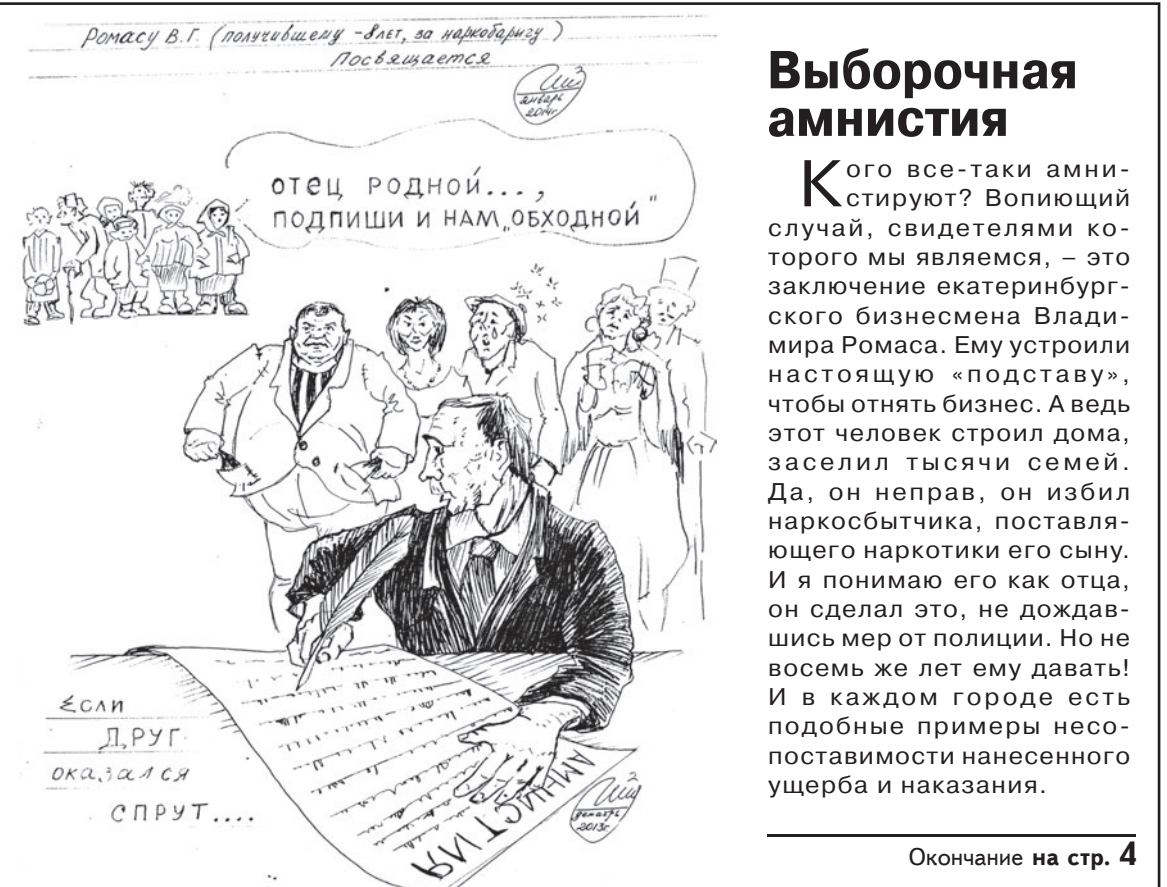 Ромасу В.Г. (получившему -8лет, за наркобарыгу)
Посвящается
январь
2014г
ОТЕЦ РОДНОЙ...,
ПОДПИШИ И НАМ „ОБХОДНОЙ"
Если
ДРУГ
оказался
СПРУТ....
АМНИСТИЯ
декабрь
2013г.
Выборочная
амнистия
Кого все-таки амни-
стируют? Вопиющий
случай, свидетелями ко-
торого мы являемся, – это
заключение екатеринбург-
ского бизнесмена Влади-
мира Ромаса. Ему устроили
настоящую «подставу»,
чтобы отнять бизнес. А ведь
этот человек строил дома,
заселил тысячи семей.
Да, он неправ, он избил
наркосбытчика, поставля-
ющего наркотики его сыну.
И я понимаю его как отца,
он сделал это, не дождав-
шись мер от полиции. Но не
восемь же лет ему давать!
И в каждом городе есть
подобные примеры несо-
поставимости нанесенного
ущерба и наказания.
Окончание на стр. 4